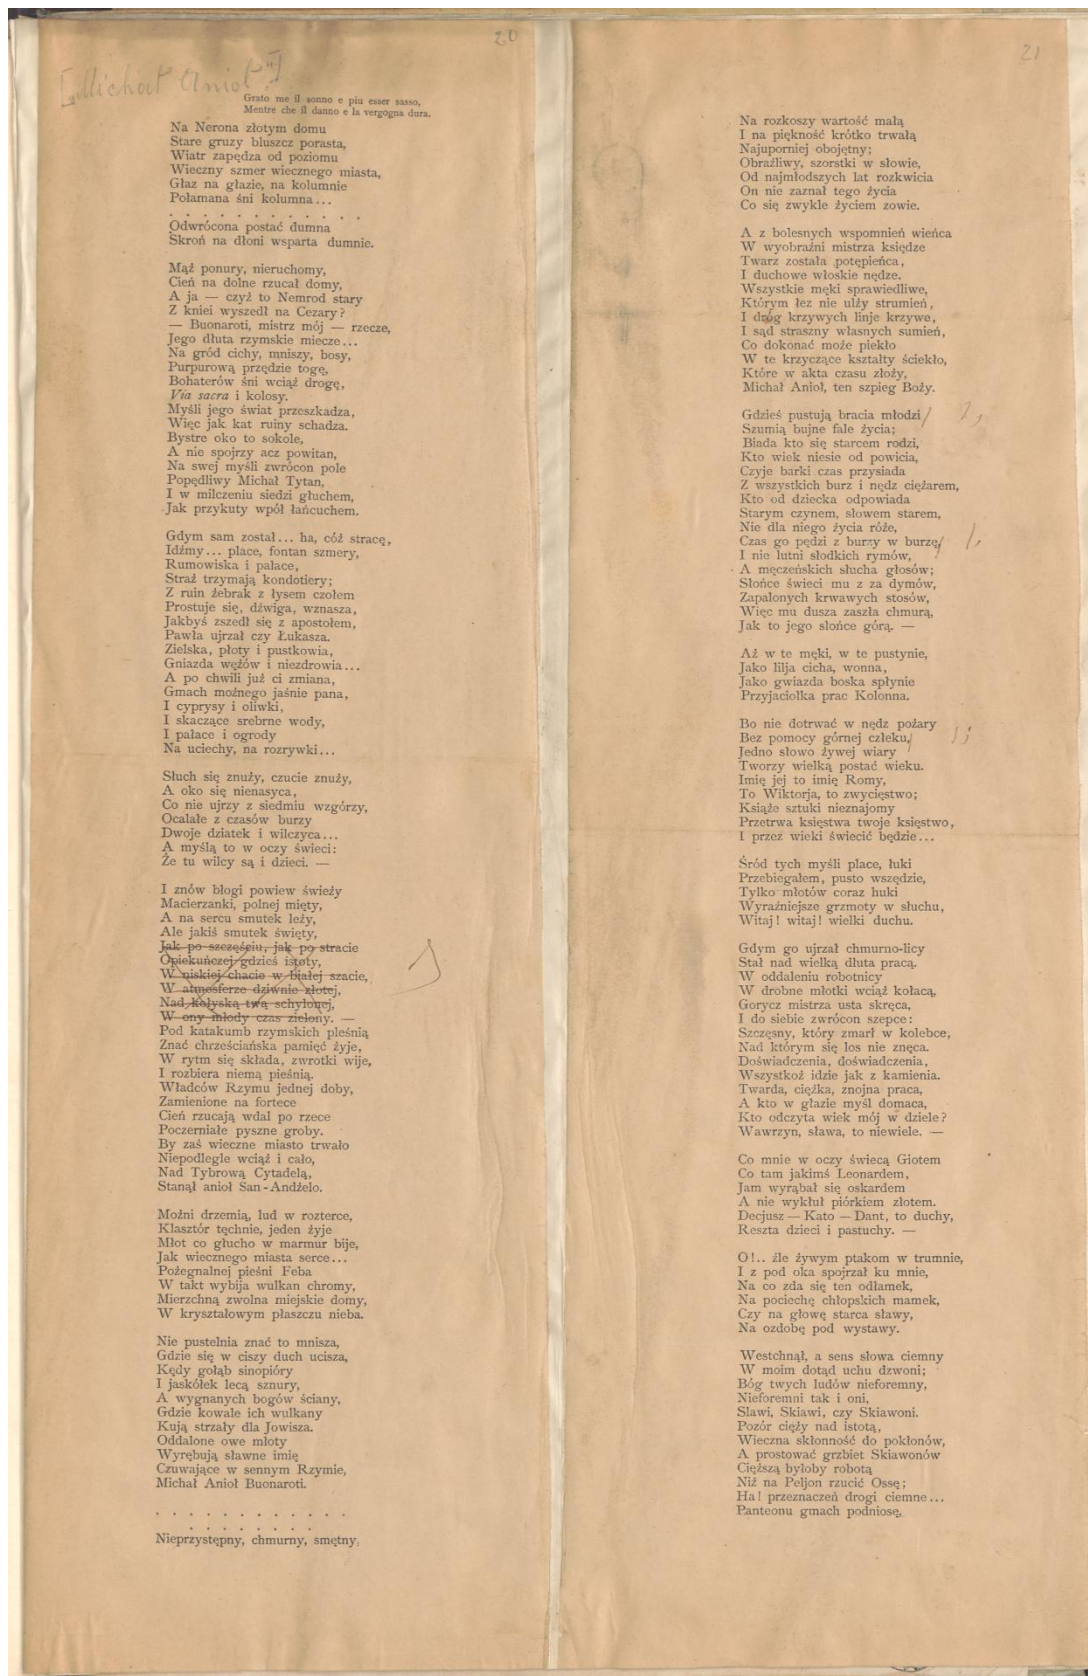 20
[„Michał Anioł"]
Grato me il sonno e piu esser sasso,
Mentre che il danno e la vergogna dura.
Na Nerona złotym domu
Stare gruzy bluszcz porasta,
Wiatr zapędza od poziomu
Wieczny szmer wiecznego miasta,
Głaz na głazie, na kolumnie
Połamana śni kolumna...
. . . . . . . . . . . .
Odwrócona postać dumna
Skroń na dłoni wsparta dumnie.
Mąż ponury, nieruchomy,
Cień na dolne rzucał domy,
A ja — czyż to Nemrod stary
Z kniei wyszedł na Cezary?
— Buonaroti, mistrz mój — rzecze,
Jego dłuta rzymskie miecze...
Na gród cichy, mniszy, bosy,
Purpurową przędzie togę,
Bohaterów śni wciąż drogę,
Via sacra i kolosy.
Myśli jego świat przeszkadza,
Więc jak kat ruiny schadza.
Bystre oko to sokole,
A nie spojrzy acz powitan,
Na swej myśli zwrócon pole
Popędliwy Michał Tytan,
I w milczeniu siedzi głuchem,
Jak przykuty wpół łańcuchem.
Gdym sam został... ha, cóż stracę,
Idźmy... place, fontan szmery,
Rumowiska i pałace,
Straż trzymają kondotiery;
Z ruin żebrak z łysem czołem
Prostuje się, dźwiga, wznasza,
Jakbyś zszedł się z apostołem,
Pawła ujrzał czy Łukasza.
Zielska, płoty i pustkowia,
Gniazda wężów i niezdrowia...
A po chwili już ci zmiana,
Gmach możnego jaśnie pana,
I cyprysy i oliwki,
I skaczące srebrne wody,
I pałace i ogrody
Na uciechy, na rozrywki...
Słuch się znuży, czucie znuży,
A oko się nienasyca,
Co nie ujrzy z siedmiu wzgórzy,
Ocalałe z czasów burzy
Dwoje dziatek i wilczyca...
A myślą to w oczy świeci:
Że tu wilcy są i dzieci. —
I znów błogi powiew świeży
Macierzanki, polnej mięty,
A na sercu smutek leży,
Ale jakiś smutek święty,
Jak po szczęściu, jak po stracie
Opiekuńczej gdzieś istoty,
W niskiej chacie w białej szacie,
W atmosferze dziwnie złotej,
Nad kołyską twą schylonej,
W ony młody czas zielony. —
Pod katakumb rzymskich pleśnią
Znać chrześciańska pamięć żyje,
W rytm się składa, zwrotki wije,
I rozbiera niemą pieśnią.
Władców Rzymu jednej doby,
Zamienione na fortece
Cień rzucają wdal po rzece
Poczerniałe pyszne groby.
By zaś wieczne miasto trwało
Niepodległe wciąż i cało,
Nad Tybrową Cytadelą,
Stanął anioł San-Andżelo.
Możni drzemią, lud w rozterce,
Klasztór tęchnie, jeden żyje
Młot co głucho w marmur bije,
Jak wiecznego miasta serce...
Pożegnalnej pieśni Feba
W takt wybija wulkan chromy,
Mierzchną zwolna miejskie domy,
W kryształowym płaszczu nieba.
Nie pustelnia znać to mnisza,
Gdzie się w ciszy duch ucisza,
Kędy gołąb sinopióry
I jaskółek lecą sznury,
A wygnanych bogów ściany,
Gdzie kowale ich wulkany
Kują strzały dla Jowisza.
Oddalone owe młoty
Wyrębują sławne imię
Czuwające w sennym Rzymie,
Michał Anioł Buonaroti.
. . . . . . . . . . . .
. . . . . . . .
Nieprzystępny, chmurny, smętny,
21
Na rozkoszy wartość małą
I na piękność krótko trwałą
Najuporniej obojętny;
Obraźliwy, szorstki w słowie,
Od najmłodszych lat rozkwicia
On nie zaznał tego życia
Co się zwykle życiem zowie.
A z bolesnych wspomnień wieńca
W wyobraźni mistrza księdze
Twarz została potępieńca,
I duchowe włoskie nędze.
Wszystkie męki sprawiedliwe,
Którym łez nie ulży strumień,
I dróg krzywych linje krzywe,
I sąd straszny własnych sumień,
Co dokonać może piekło
W te krzyczące kształty ściekło,
Które w akta czasu złoży,
Michał Anioł, ten szpieg Boży.
Gdzieś pustują bracia młodzi
Szumią bujne fale życia;
Biada kto się starcem rodzi,
Kto wiek niesie od powicia,
Czyje barki czas przysiada
Z wszystkich burz i nędz ciężarem,
Kto od dziecka odpowiada
Starym czynem, słowem starem,
Nie dla niego życia róże,
Czas go pędzi z burzy w burzę
I nie lutni słodkich rymów,
A męczeńskich słucha głosów;
Słońce świeci mu z za dymów,
Zapalonych krwawych stosów,
Więc mu dusza zaszła chmurą,
Jak to jego słońce górą. —
Aż w te męki, w te pustynie,
Jako lilja cicha, wonna,
Jako gwiazda boska spłynie
Przyjaciołka prac Kolonna.
Bo nie dotrwać w nędz pożary
Bez pomocy górnej człeku,
Jedno słowo żywej wiary
Tworzy wielką postać wieku.
Imię jej to imię Romy,
To Wiktorja, to zwycięstwo;
Książe sztuki nieznajomy
Przetrwa księstwa twoje księstwo,
I przez wieki świecić będzie...
Śród tych myśli place, łuki
Przebiegałem, pusto wszędzie,
Tylko młotów coraz huki
Wyraźniejsze grzmoty w słuchu,
Witaj! witaj! wielki duchu.
Gdym go ujrzał chmurno-licy
Stał nad wielką dłuta pracą.
W oddaleniu robotnicy
W drobne młotki wciąż kołacą,
Gorycz mistrza usta skręca,
I do siebie zwrócon szepce:
Szczęsny, który zmarł w kolebce,
Nad którym się los nie znęca.
Doświadczenia, doświadczenia,
Wszystkoż idzie jak z kamienia.
Twarda, ciężka, znojna praca,
A kto w głazie myśl domaca,
Kto odczyta wiek mój w dziele?
Wawrzyn, sława, to niewiele. —
Co mnie w oczy świecą Giotem
Co tam jakimś Leonardem,
Jam wyrąbał się oskardem
A nie wykłuł piórkiem złotem.
Decjusz — Kato — Dant, to duchy,
Reszta dzieci i pastuchy. —
O!.. źle żywym ptakom w trumnie,
I z pod oka spojrzał ku mnie,
Na co zda się ten odłamek,
Na pociechę chłopskich mamek,
Czy na głowę starca sławy,
Na ozdobę pod wystawy.
Westchnął, a sens słowa ciemny
W moim dotąd uchu dzwoni;
Bóg twych ludów nieforemny,
Nieforemni tak i oni,
Slawi, Skiawi, czy Skiawoni.
Pozór cięży nad istotą,
Wieczna skłonność do pokłonów,
A prostować grzbiet Skiawonów
Cięższą byłoby robotą
Niż na Peljon rzucić Ossę;
Ha! przeznaczeń drogi ciemne...
Panteonu gmach podniosę,